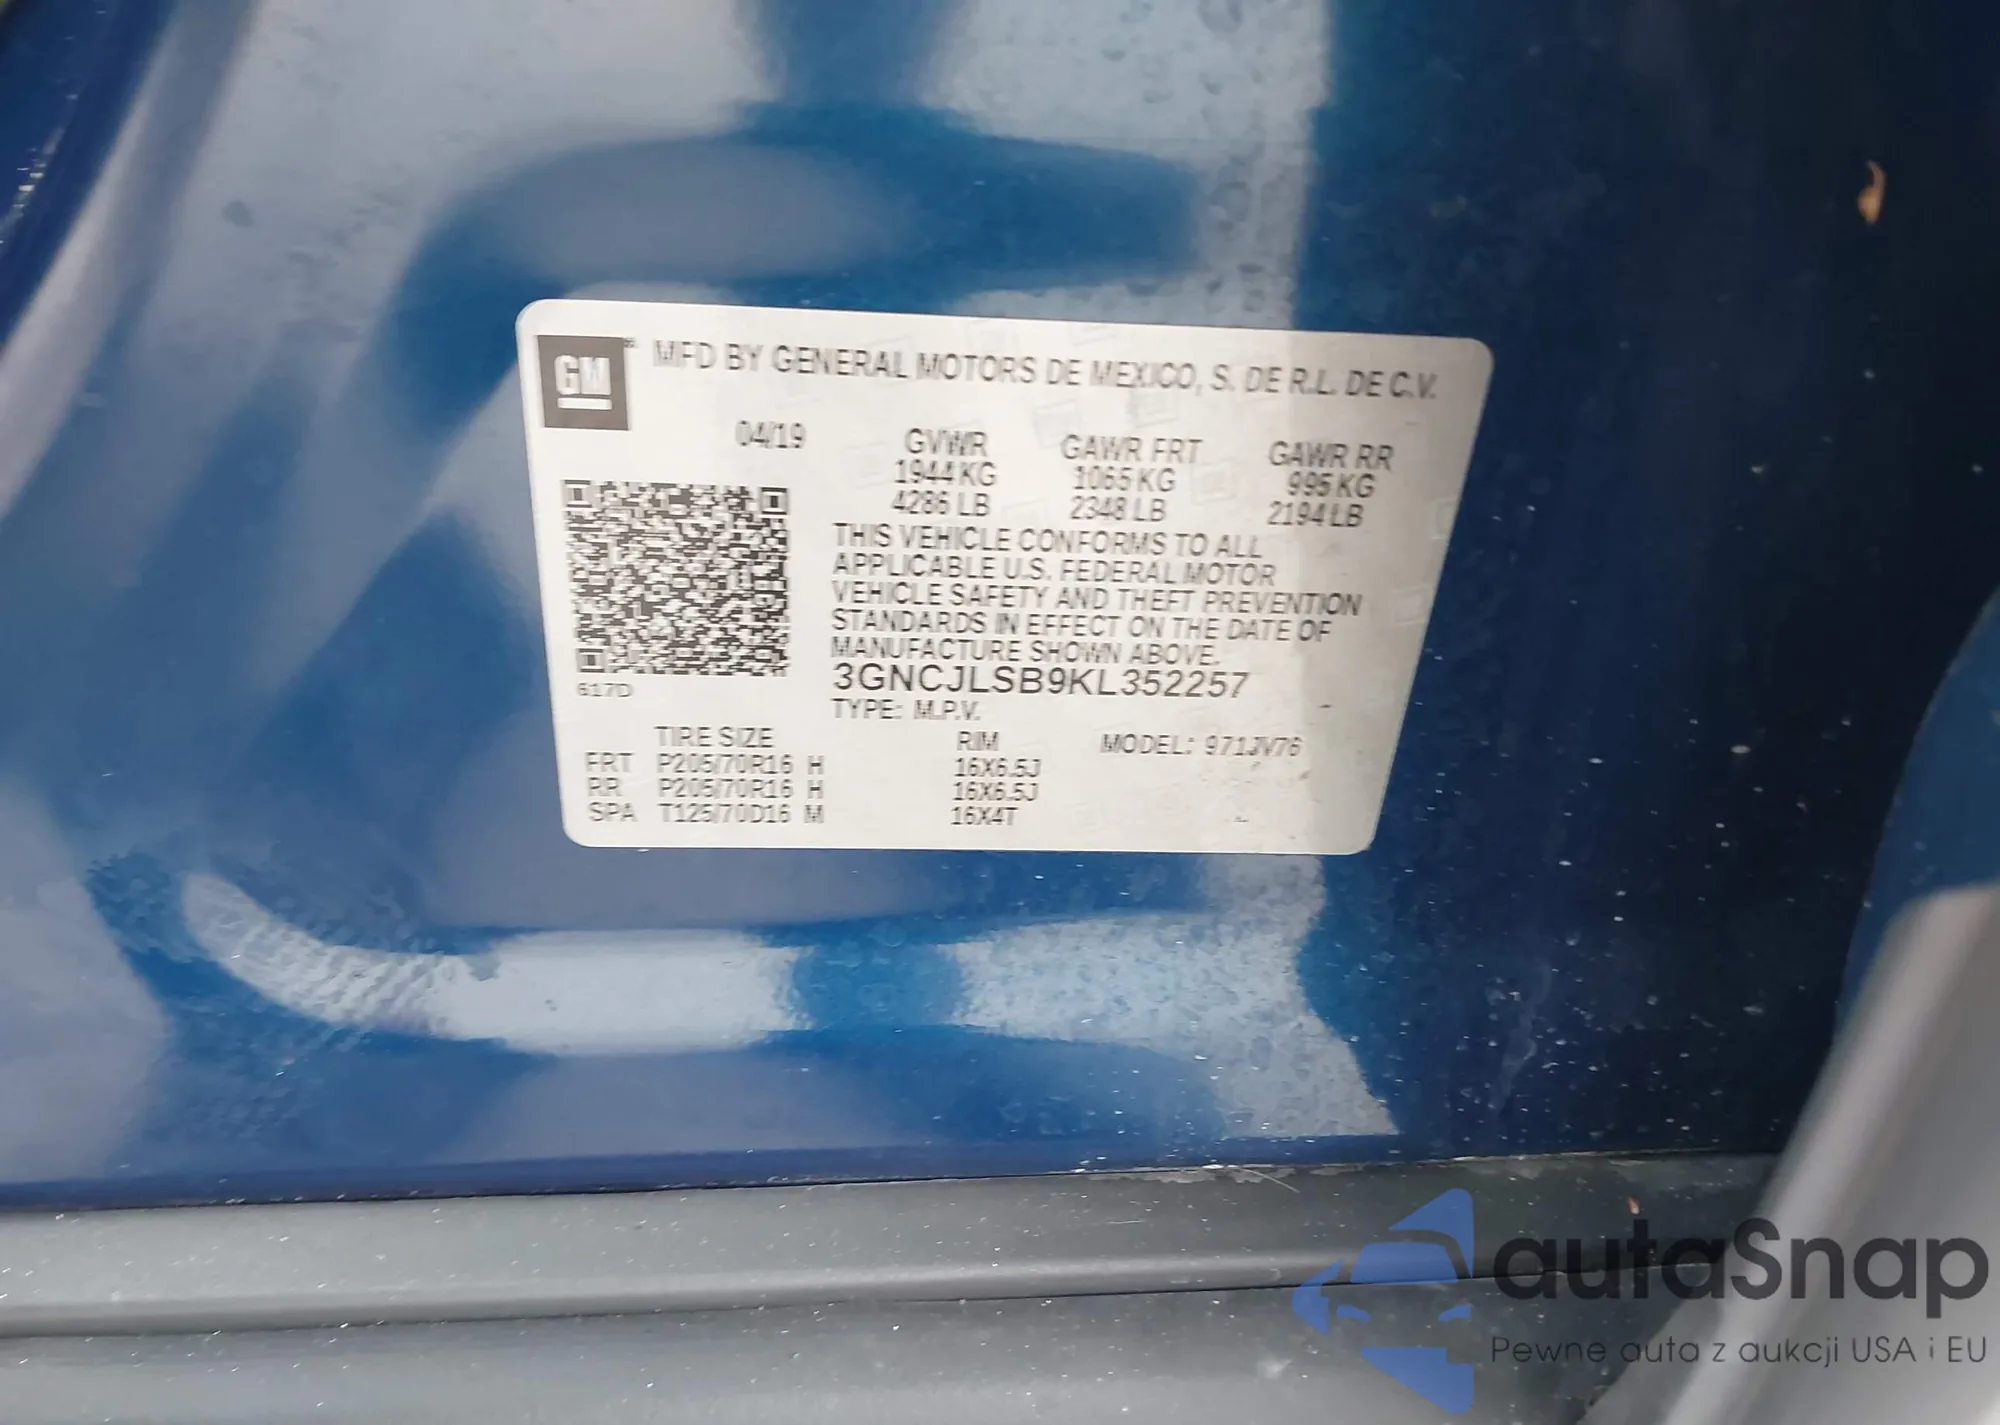 GM
MFD BY GENERAL MOTORS DE MEXICO, S. DE R.L. DE C.V.
04/19 GVWR GAWR FRT GAWR RR
1944 KG 1065 KG 995 KG
4286 LB 2348 LB 2194 LB
THIS VEHICLE CONFORMS TO ALL
APPLICABLE U.S. FEDERAL MOTOR
VEHICLE SAFETY AND THEFT PREVENTION
STANDARDS IN EFFECT ON THE DATE OF
MANUFACTURE SHOWN ABOVE.
3GNCJLSB9KL352257
617D
TYPE: M.P.V.
TIRE SIZE RIM MODEL: 971JV76
FRT P205/70R16 H 16X6.5J
RR P205/70R16 H 16X6.5J
SPA T125/70D16 M 16X4T
autaSnap
Pewne auta z aukcji USA i EU